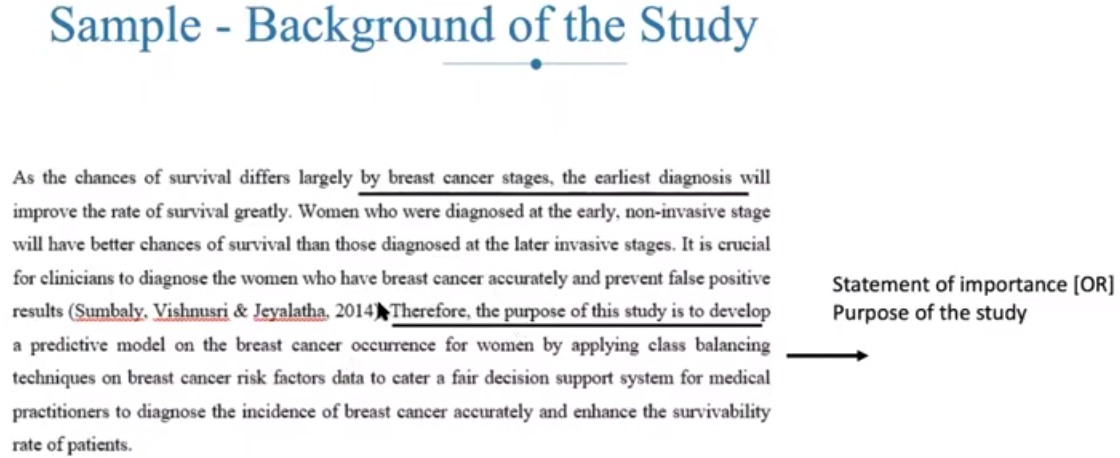 Sample - Background of the Study
As the chances of survival differs largely by breast cancer stages, the earliest diagnosis will
improve the rate of survival greatly. Women who were diagnosed at the early, non-invasive stage
will have better chances of survival than those diagnosed at the later invasive stages. It is crucial
for clinicians to diagnose the women who have breast cancer accurately and prevent false positive
results (Sumbaly, Vishnusri & Jeyalatha, 2014). Therefore, the purpose of this study is to develop
a predictive model on the breast cancer occurrence for women by applying class balancing
techniques on breast cancer risk factors data to cater a fair decision support system for medical
practitioners to diagnose the incidence of breast cancer accurately and enhance the survivability
rate of patients.
Statement of importance [OR]
Purpose of the study